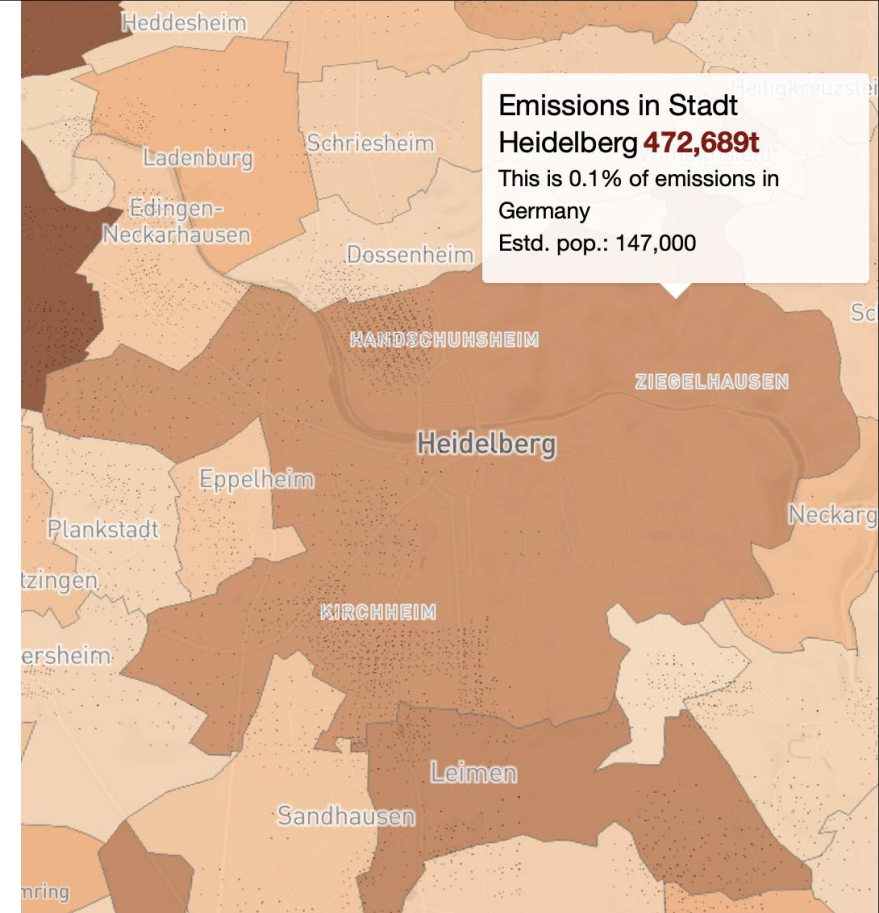 Heddesheim
Emissions in Stadt
Heidelberg 472,689t
This is 0.1% of emissions in
Germany
Estd. pop.: 147,000
Schriesheim
Ladenburg
Edingen-
Neckarhausen
Dossenheim
HANDSCHUHSHEIM
ZIEGELHAUSEN
Heidelberg
Eppelheim
Plankstadt
Neckarg
tzingen
KIRCHHEIM
ersheim
Leimen
Sandhausen
mring